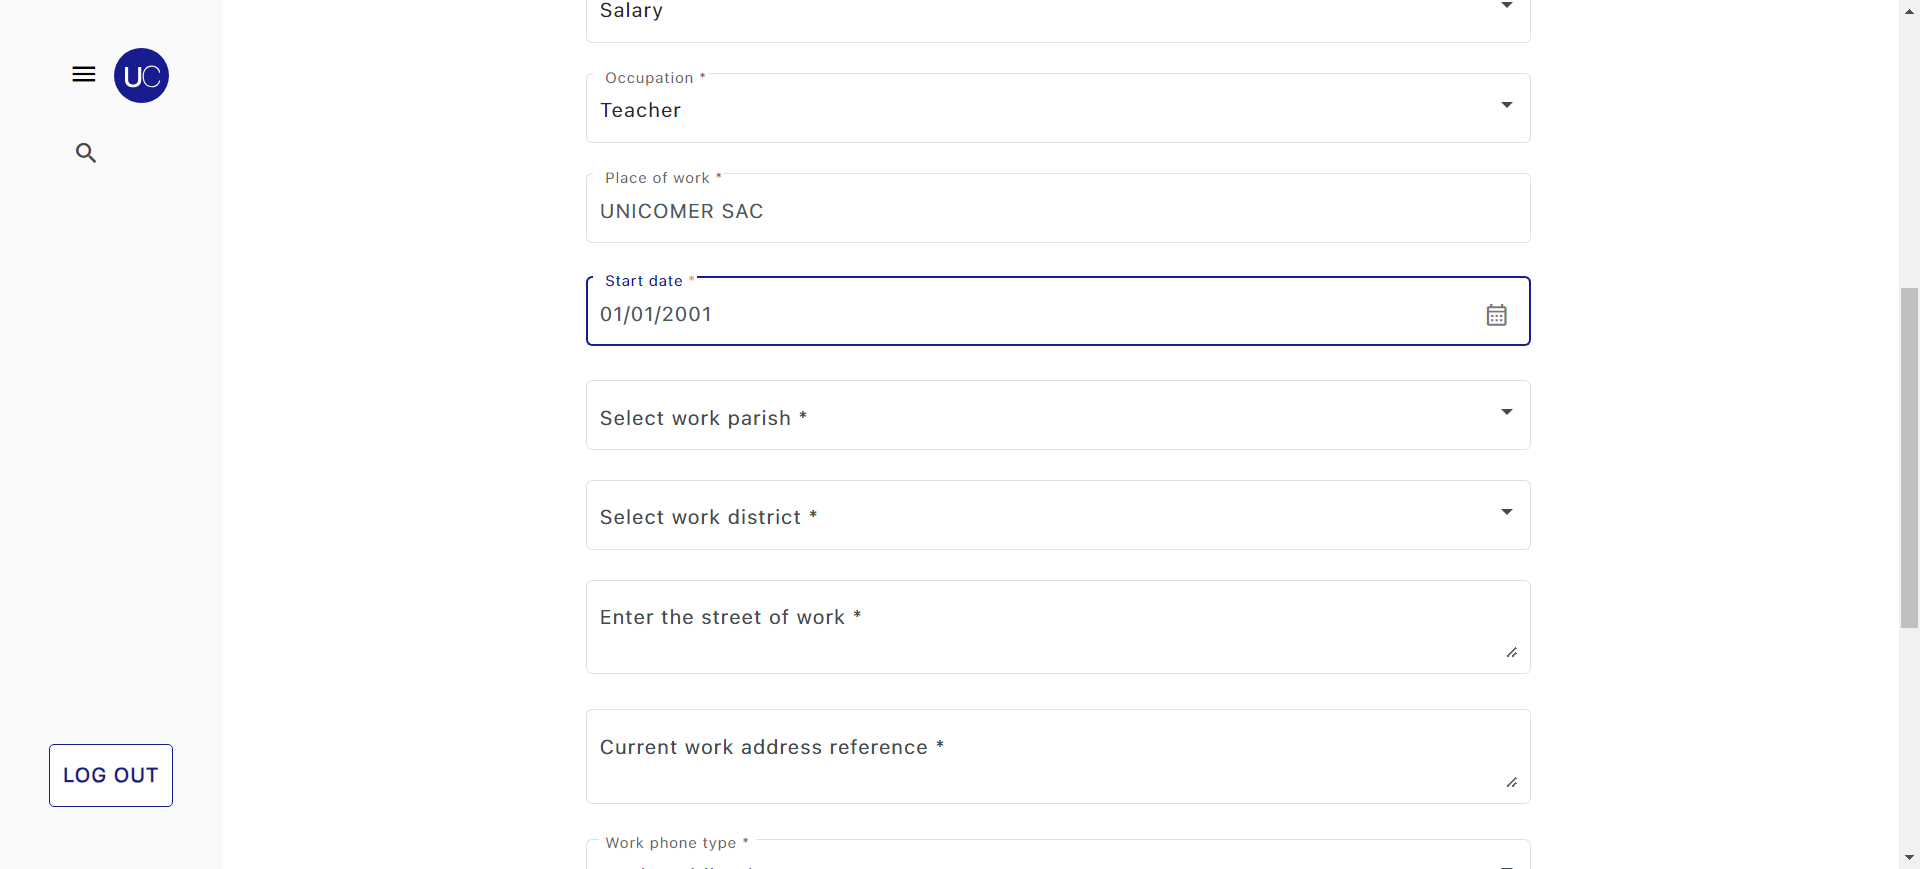 Salary
UC
Occupation *
Teacher
Place of work *
UNICOMER SAC
Start date *
01/01/2001
Select work parish *
Select work district *
Enter the street of work *
Current work address reference *
LOG OUT
Work phone type *